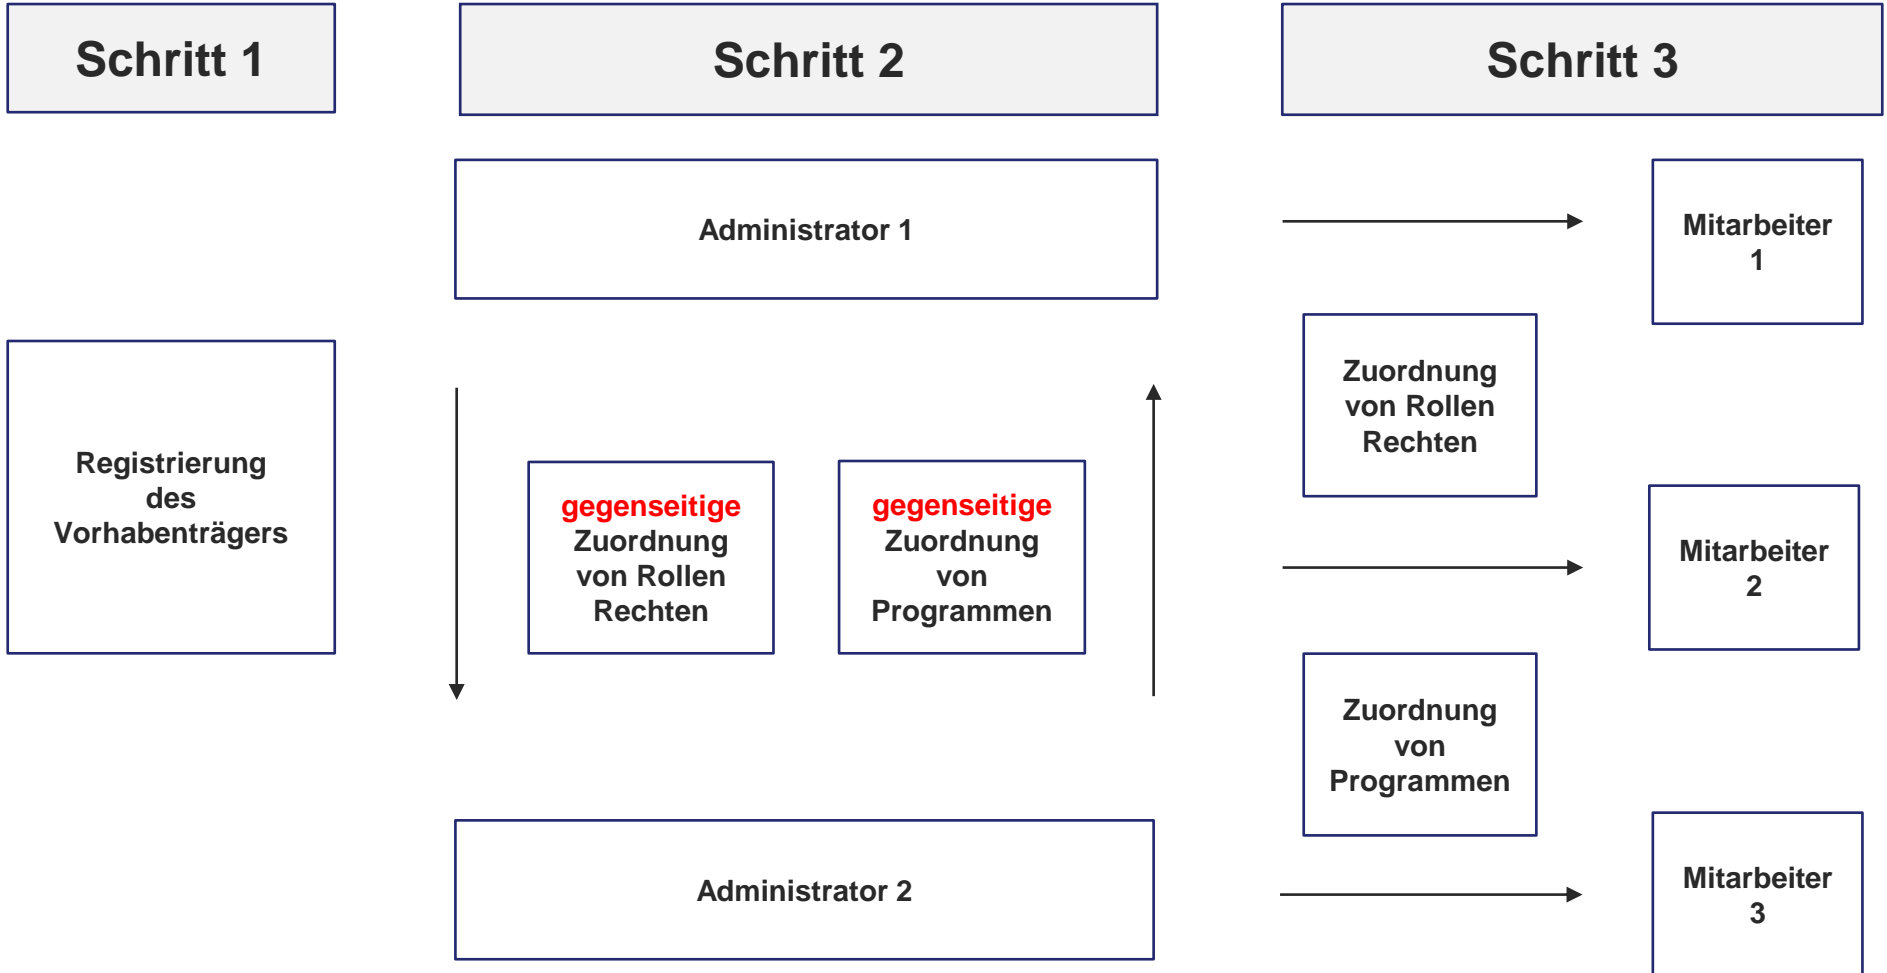 Schritt 1
Schritt 2
Schritt 3
Registrierung
des
Vorhabenträgers
Administrator 1
gegenseitige
Zuordnung
von Rollen
Rechten
gegenseitige
Zuordnung
von
Programmen
Administrator 2
Mitarbeiter
1
Zuordnung
von Rollen
Rechten
Mitarbeiter
2
Zuordnung
von
Programmen
Mitarbeiter
3